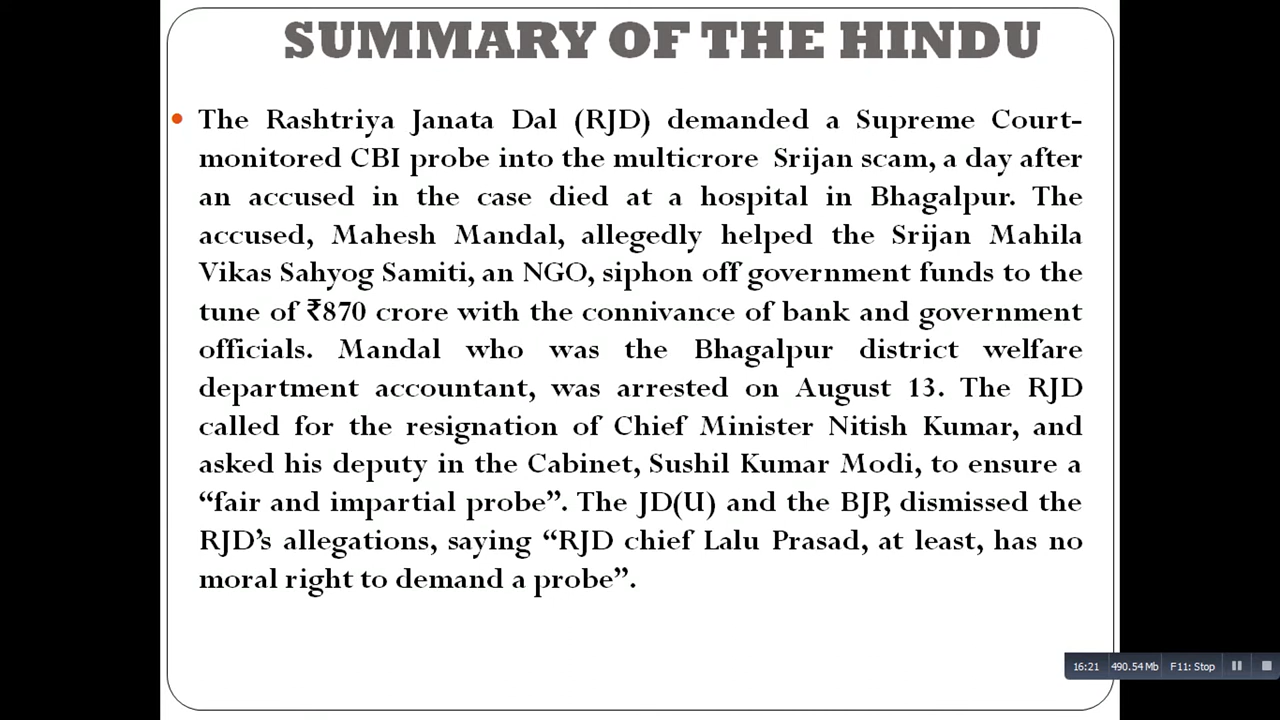 SUMMARY OF THE HINDU
• The Rashtriya Janata Dal (RJD) demanded a Supreme Court-
monitored CBI probe into the multicrore Srijan scam, a day after
an accused in the case died at a hospital in Bhagalpur. The
accused, Mahesh Mandal, allegedly helped the Srijan Mahila
Vikas Sahyog Samiti, an NGO, siphon off government funds to the
tune of ₹870 crore with the connivance of bank and government
officials. Mandal who was the Bhagalpur district welfare
department accountant, was arrested on August 13. The RJD
called for the resignation of Chief Minister Nitish Kumar, and
asked his deputy in the Cabinet, Sushil Kumar Modi, to ensure a
“fair and impartial probe”. The JD(U) and the BJP, dismissed the
RJD’s allegations, saying “RJD chief Lalu Prasad, at least, has no
moral right to demand a probe”.
16:21 490.54 Mb F11: Stop